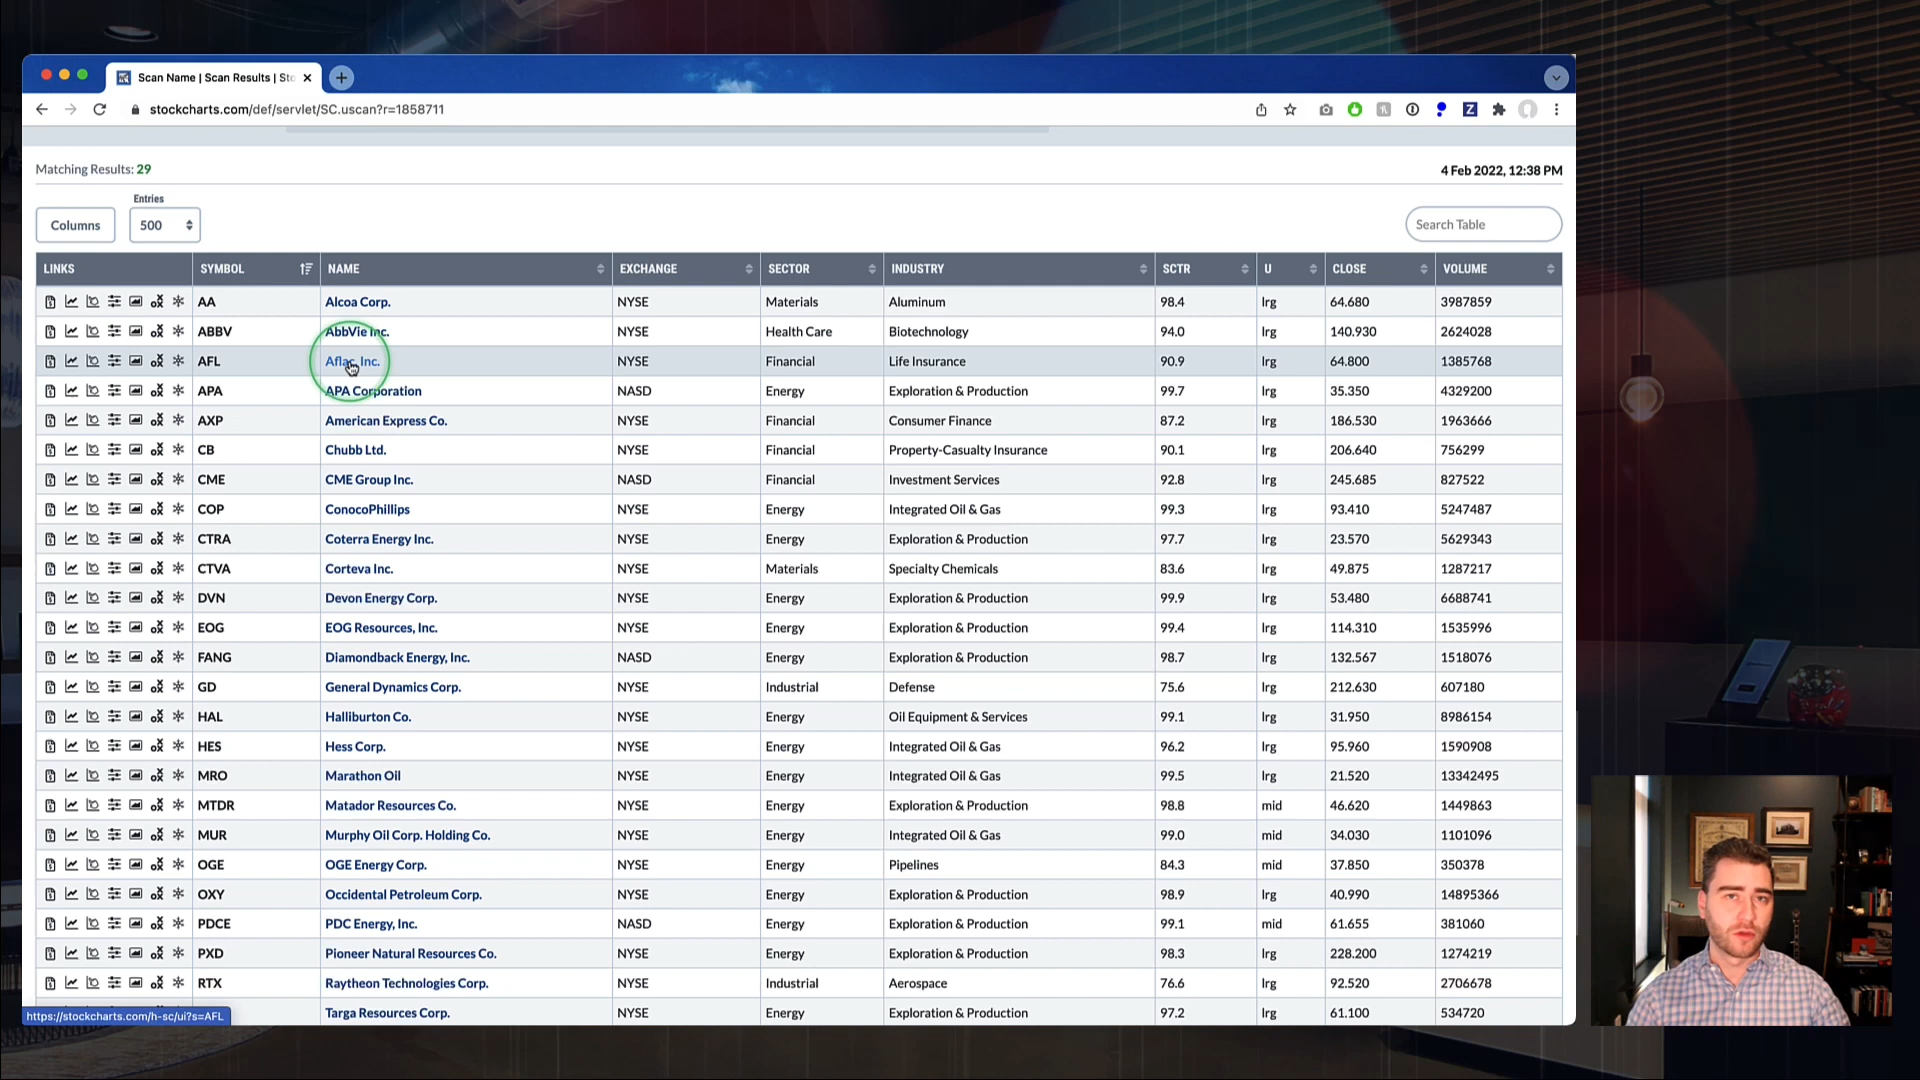 Scan Name | Scan Results | Sto
stockcharts.com/def/servlet/SC.uscan?r=1858711
Matching Results: 29
4 Feb 2022, 12:38 PM
Entries
Columns
500
Search Table
LINKS SYMBOL NAME EXCHANGE SECTOR INDUSTRY SCTR U CLOSE VOLUME
AA Alcoa Corp. NYSE Materials Aluminum 98.4 lrg 64.680 3987859
ABBV AbbVie Inc. NYSE Health Care Biotechnology 94.0 lrg 140.930 2624028
AFL Aflac, Inc. NYSE Financial Life Insurance 90.9 lrg 64.800 1385768
APA APA Corporation NASD Energy Exploration & Production 99.7 lrg 35.350 4329200
AXP American Express Co. NYSE Financial Consumer Finance 87.2 lrg 186.530 1963666
CB Chubb Ltd. NYSE Financial Property-Casualty Insurance 90.1 lrg 206.640 756299
CME CME Group Inc. NASD Financial Investment Services 92.8 lrg 245.685 827522
COP ConocoPhillips NYSE Energy Integrated Oil & Gas 99.3 lrg 93.410 5247487
CTRA Coterra Energy Inc. NYSE Energy Exploration & Production 97.7 lrg 23.570 5629343
CTVA Corteva Inc. NYSE Materials Specialty Chemicals 83.6 lrg 49.875 1287217
DVN Devon Energy Corp. NYSE Energy Exploration & Production 99.9 lrg 53.480 6688741
EOG EOG Resources, Inc. NYSE Energy Exploration & Production 99.4 lrg 114.310 1535996
FANG Diamondback Energy, Inc. NASD Energy Exploration & Production 98.7 lrg 132.567 1518076
GD General Dynamics Corp. NYSE Industrial Defense 75.6 lrg 212.630 607180
HAL Halliburton Co. NYSE Energy Oil Equipment & Services 99.1 lrg 31.950 8986154
HES Hess Corp. NYSE Energy Integrated Oil & Gas 96.2 lrg 95.960 1590908
MRO Marathon Oil NYSE Energy Integrated Oil & Gas 99.5 lrg 21.520 13342495
MTDR Matador Resources Co. NYSE Energy Exploration & Production 98.8 mid 46.620 1449863
MUR Murphy Oil Corp. Holding Co. NYSE Energy Integrated Oil & Gas 99.0 mid 34.030 1101096
OGE OGE Energy Corp. NYSE Energy Pipelines 84.3 mid 37.850 350378
OXY Occidental Petroleum Corp. NYSE Energy Exploration & Production 98.9 lrg 40.990 14895366
PDCE PDC Energy, Inc. NASD Energy Exploration & Production 99.1 mid 61.655 381060
PXD Pioneer Natural Resources Co. NYSE Energy Exploration & Production 98.3 lrg 228.200 1274219
RTX Raytheon Technologies Corp. NYSE Industrial Aerospace 76.6 lrg 92.520 2706678
Targa Resources Corp. NYSE Energy Exploration & Production 97.2 lrg 61.100 534720
https://stockcharts.com/h-sc/ui?s=AFL